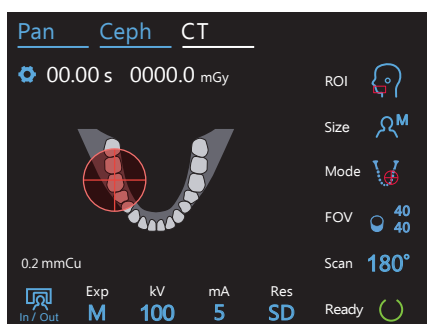 Pan Ceph CT
00.00 s 0000.0 mGy
ROI
Size M
Mode
FOV 40
40
0.2 mmCu
Scan 180°
Exp kV mA Res
In / Out M 100 5 SD
Ready